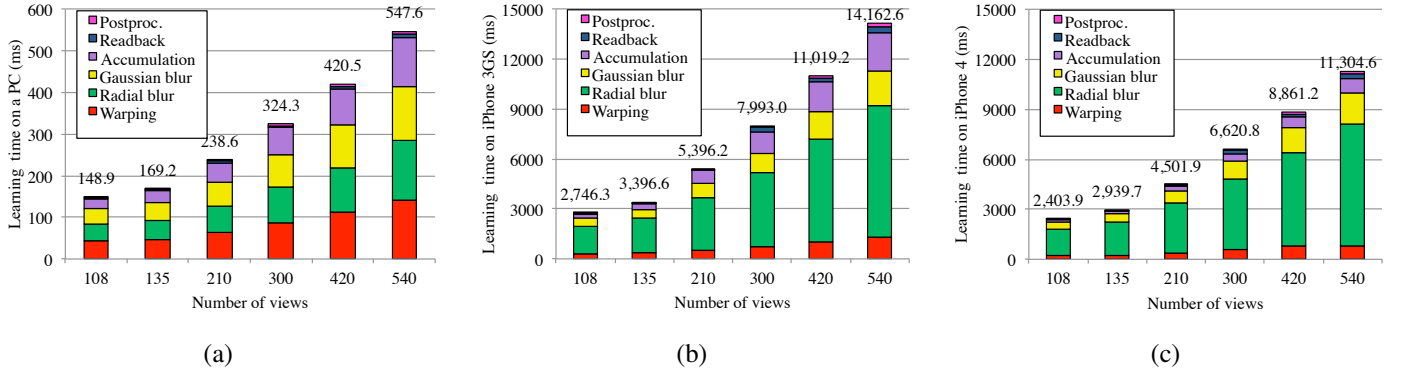 Learning time on a PC (ms)
600
500
400
300
200
100
0
Postproc.
Readback
Accumulation
Gaussian blur
Radial blur
Warping
148.9
169.2
238.6
324.3
420.5
547.6
108
135
210
300
420
540
Number of views
(a)
Learning time on iPhone 3GS (ms)
15000
12000
9000
6000
3000
0
Postproc.
Readback
Accumulation
Gaussian blur
Radial blur
Warping
2,746.3
3,396.6
5,396.2
7,993.0
11,019.2
14,162.6
108
135
210
300
420
540
Number of views
(b)
Learning time on iPhone 4 (ms)
15000
12000
9000
6000
3000
0
Postproc.
Readback
Accumulation
Gaussian blur
Radial blur
Warping
2,403.9
2,939.7
4,501.9
6,620.8
8,861.2
11,304.6
108
135
210
300
420
540
Number of views
(c)